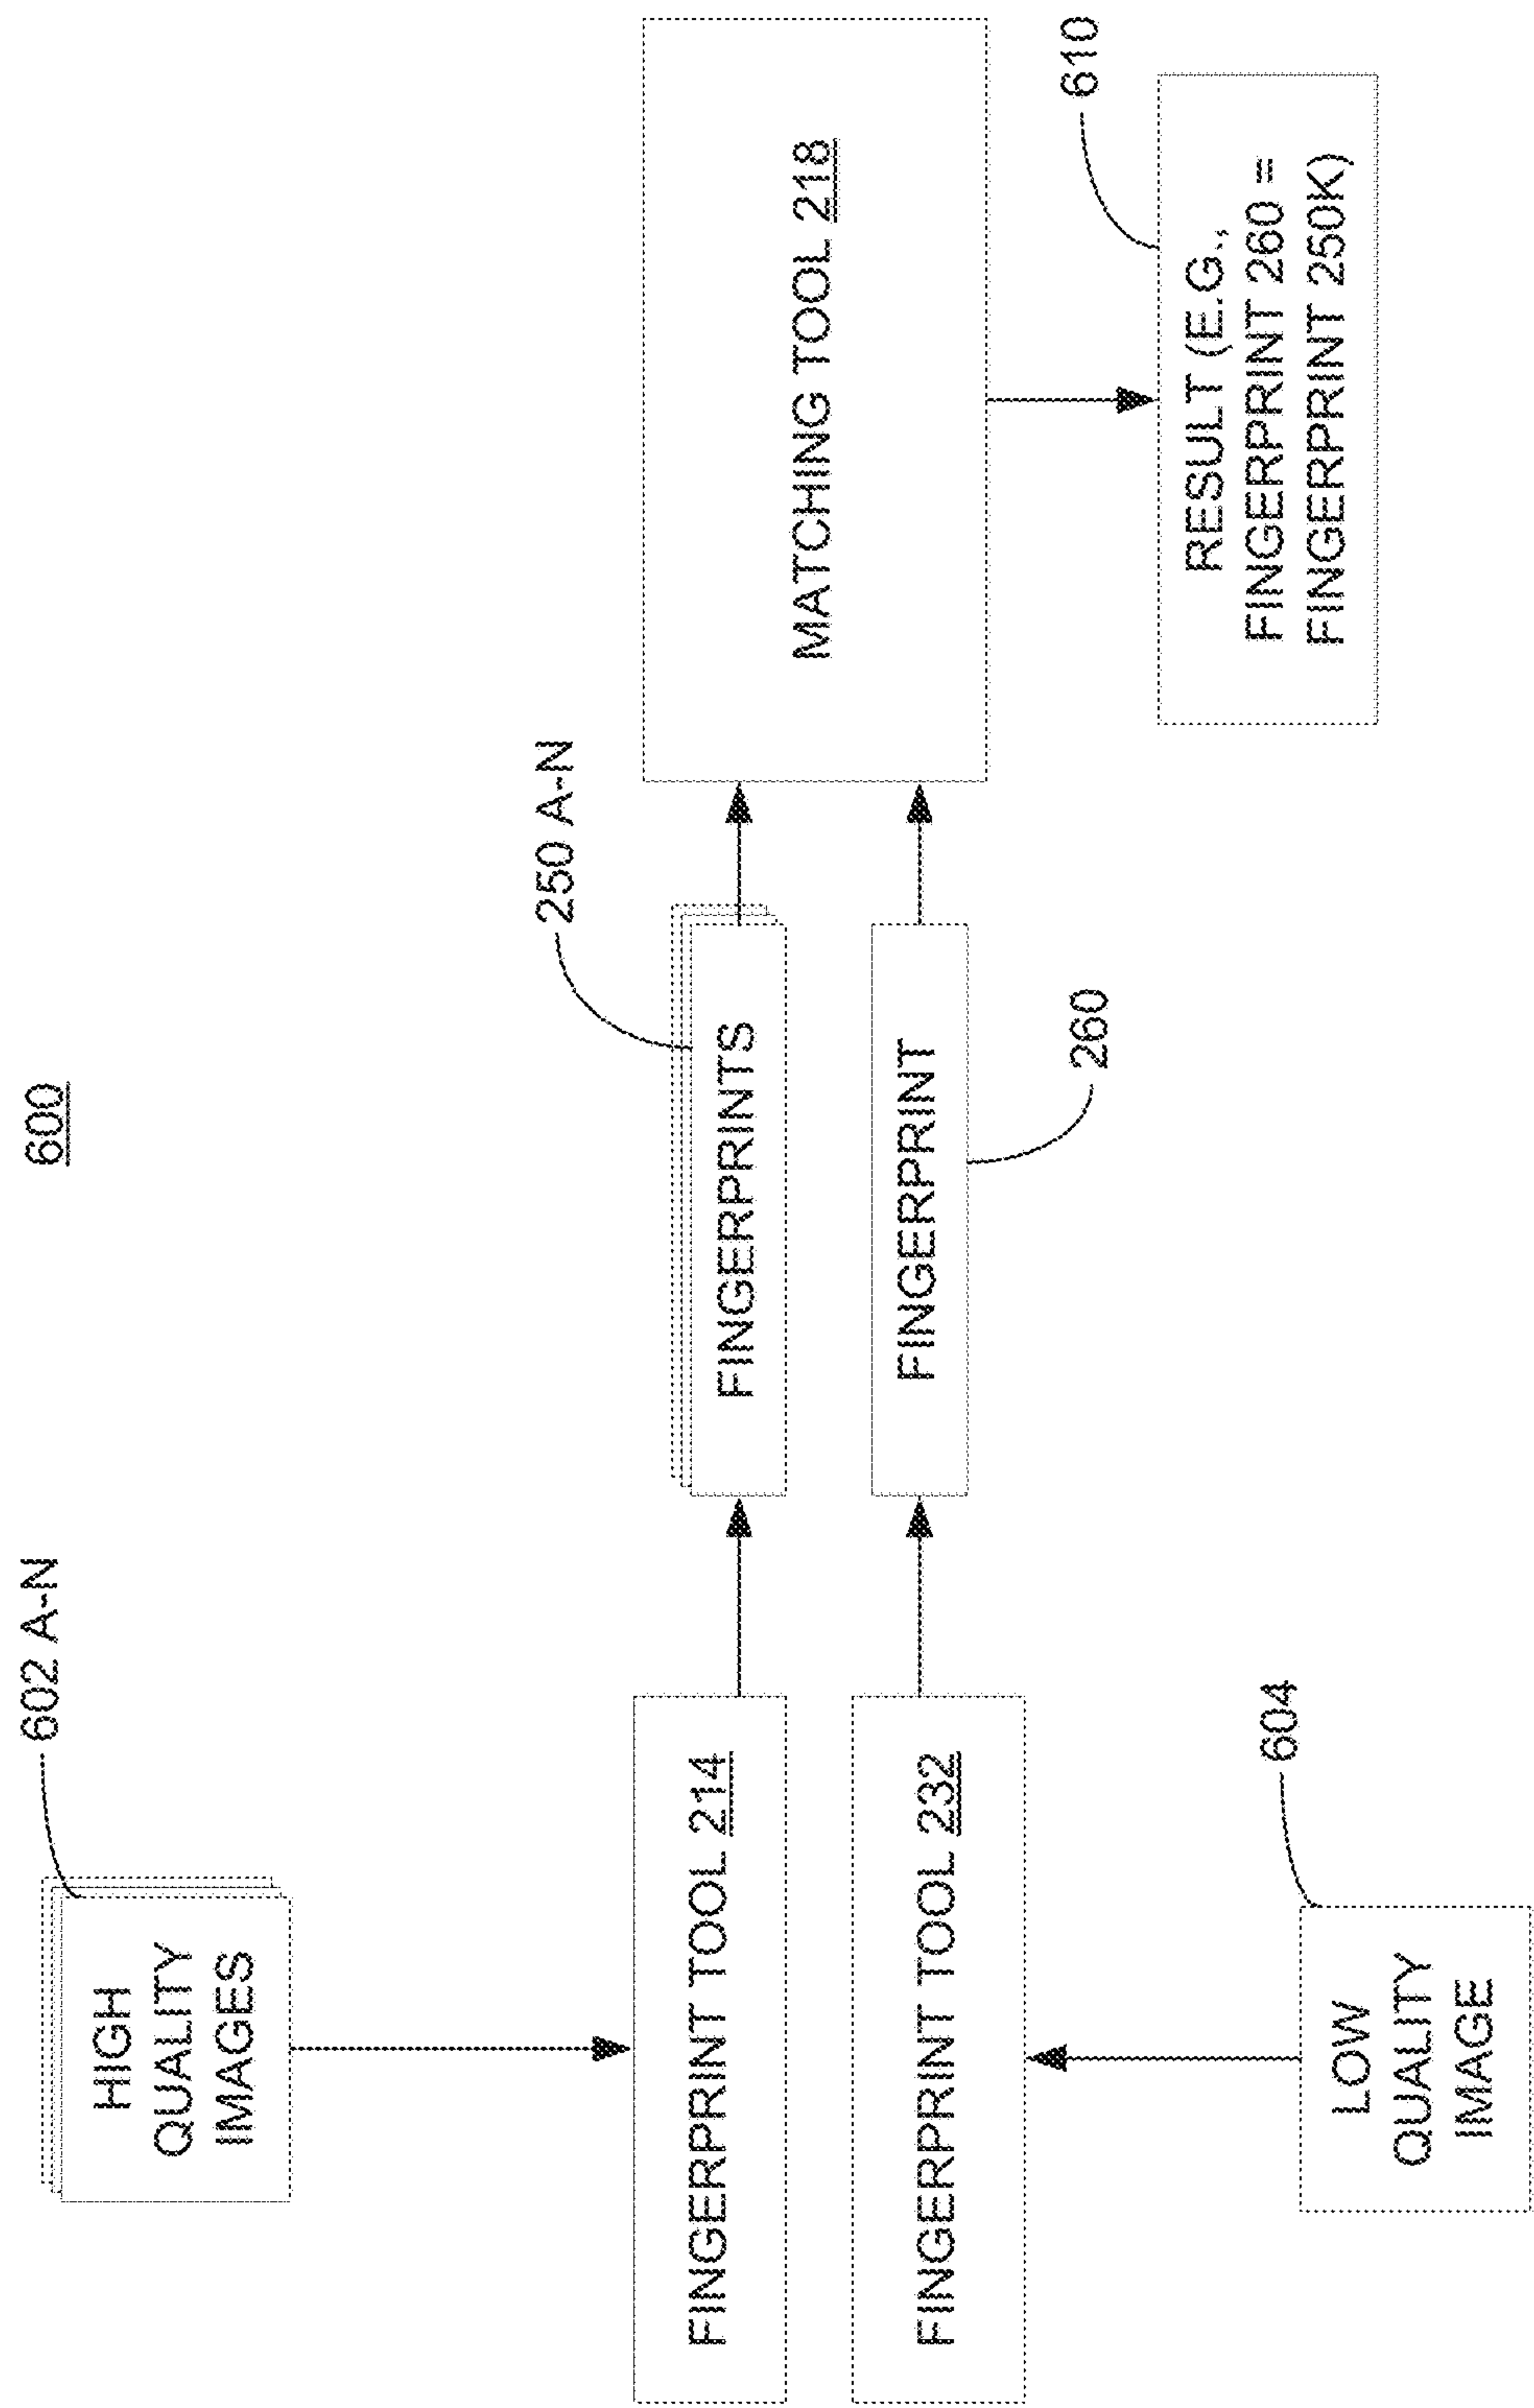 600
602 A-N
HIGH
QUALITY
IMAGES
FINGERPRINT TOOL 214
FINGERPRINT TOOL 232
LOW
QUALITY
IMAGE
604
250 A-N
FINGERPRINTS
FINGERPRINT
260
MATCHING TOOL 218
610
RESULT (E.G.,
FINGERPRINT 260 =
FINGERPRINT 250K)